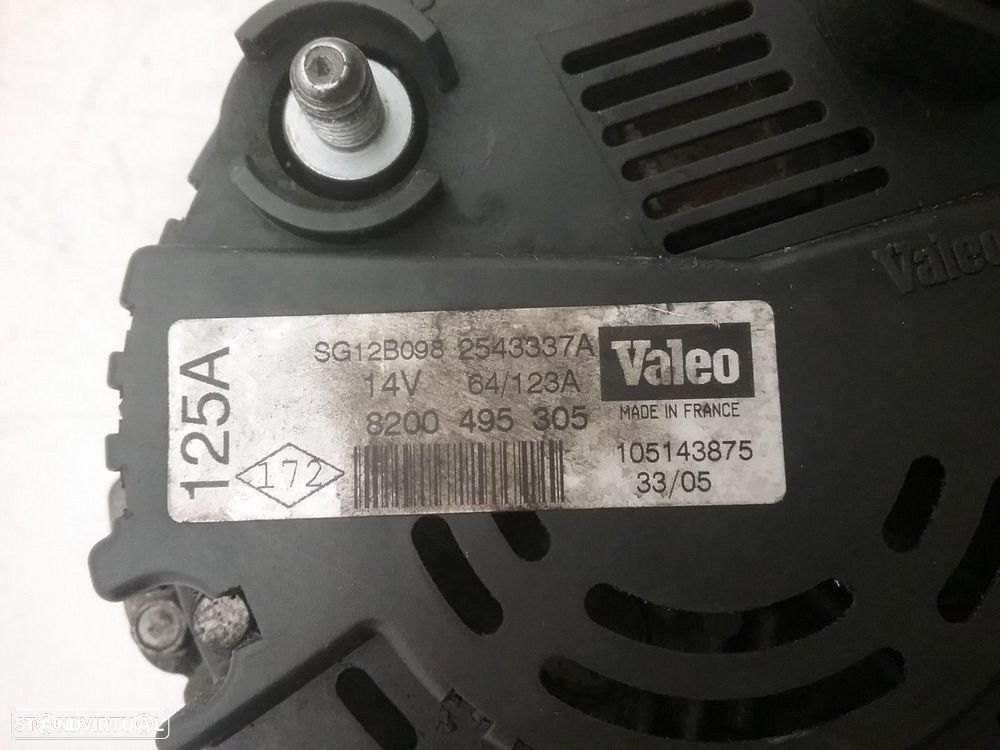 Valeo
125A
SG12B098 2543337A
14V 64/123A
8200 495 305
172
Valeo
MADE IN FRANCE
105143875
33/05
STANDVIRTUAL